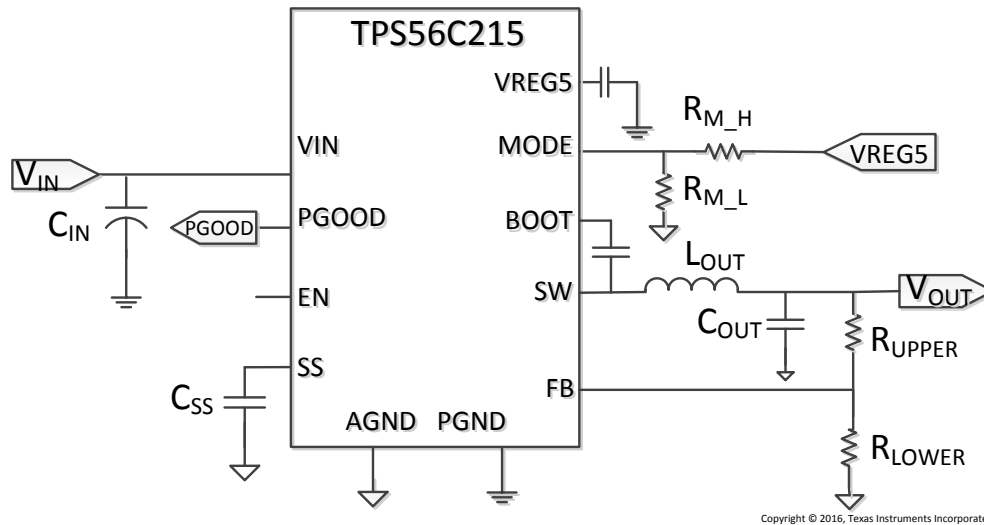 TPS56C215
VREG5
R_M_H
VIN
MODE
VREG5
V_IN
R_M_L
C_IN
PGOOD
PGOOD
BOOT
L_OUT
EN
SW
V_OUT
C_OUT
R_UPPER
SS
FB
C_SS
AGND
PGND
R_LOWER
Copyright © 2016, Texas Instruments Incorporate